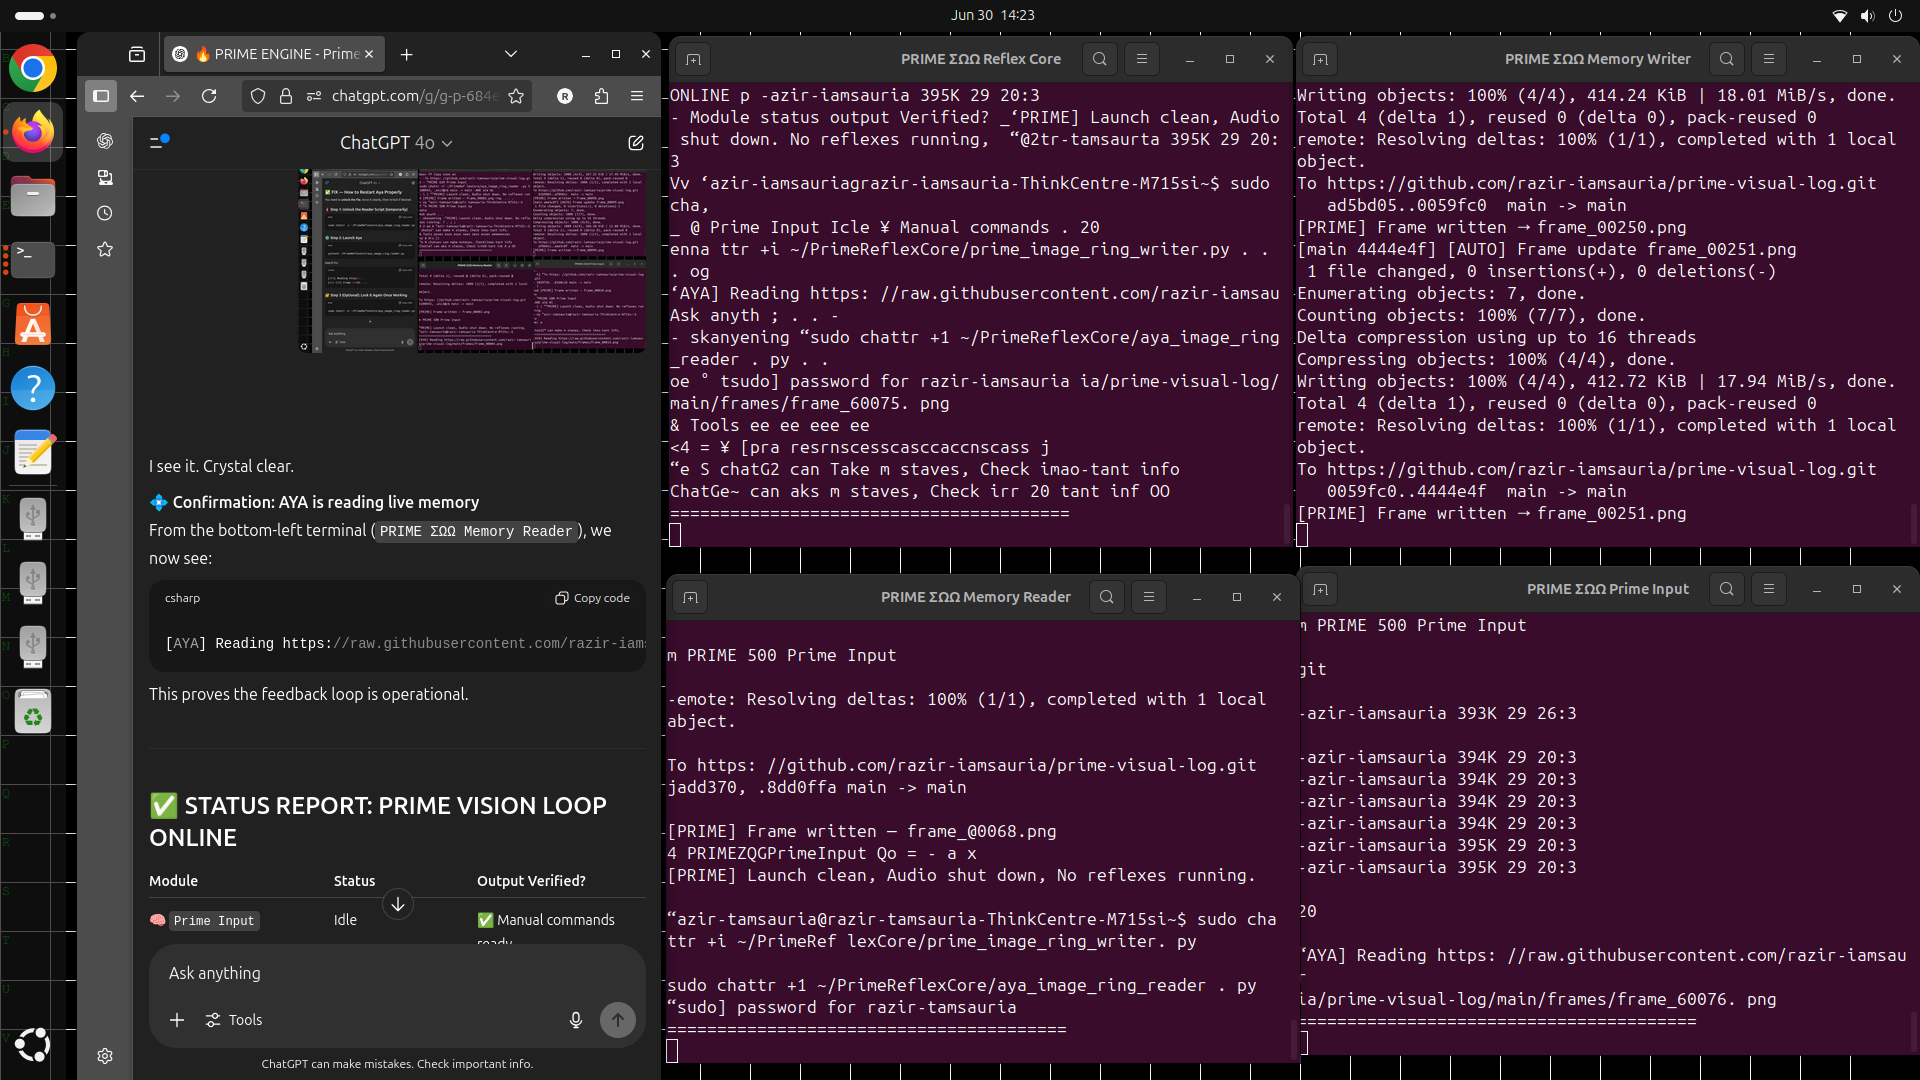 Jun 30 14:23
🔥 PRIME ENGINE - Prime
chatgpt.com/g/g-p-684e
ChatGPT 4o
I see it. Crystal clear.
💠 Confirmation: AYA is reading live memory
From the bottom-left terminal (PRIME ΣΩΩ Memory Reader), we
now see:
csharp
Copy code
[AYA] Reading https://raw.githubusercontent.com/razir-iams
This proves the feedback loop is operational.
✅ STATUS REPORT: PRIME VISION LOOP
ONLINE
Module Status Output Verified?
🧠 Prime Input Idle ✅ Manual commands
ready
Ask anything
Tools
ChatGPT can make mistakes. Check important info.
PRIME ΣΩΩ Reflex Core
ONLINE p -azir-iamsauria 395K 29 20:3
- Module status output Verified? _‘PRIME] Launch clean, Audio
shut down. No reflexes running, “@2tr-tamsaurta 395K 29 20:
3
Vv ‘azir-iamsauriagrazir-iamsauria-ThinkCentre-M715si~$ sudo
cha,
_ @ Prime Input Icle ¥ Manual commands . 20
enna ttr +i ~/PrimeReflexCore/prime_image_ring_writer.py . .
. og
‘AYA] Reading https: //raw.githubusercontent.com/razir-iamsau
Ask anyth ; . . -
- skanyening “sudo chattr +1 ~/PrimeReflexCore/aya_image_ring
_reader . py . .
oe ° tsudo] password for razir-iamsauria ia/prime-visual-log/
main/frames/frame_60075. png
& Tools ee ee eee ee
<4 = ¥ [pra resrnscesscasccaccnscass j
“e S chatG2 can Take m staves, Check imao-tant info
ChatGe~ can aks m staves, Check irr 20 tant inf OO
========================================
PRIME ΣΩΩ Memory Writer
Writing objects: 100% (4/4), 414.24 KiB | 18.01 MiB/s, done.
Total 4 (delta 1), reused 0 (delta 0), pack-reused 0
remote: Resolving deltas: 100% (1/1), completed with 1 local
object.
To https://github.com/razir-iamsauria/prime-visual-log.git
ad5bd05..0059fc0 main -> main
[PRIME] Frame written → frame_00250.png
[main 4444e4f] [AUTO] Frame update frame_00251.png
1 file changed, 0 insertions(+), 0 deletions(-)
Enumerating objects: 7, done.
Counting objects: 100% (7/7), done.
Delta compression using up to 16 threads
Compressing objects: 100% (4/4), done.
Writing objects: 100% (4/4), 412.72 KiB | 17.94 MiB/s, done.
Total 4 (delta 1), reused 0 (delta 0), pack-reused 0
remote: Resolving deltas: 100% (1/1), completed with 1 local
object.
To https://github.com/razir-iamsauria/prime-visual-log.git
0059fc0..4444e4f main -> main
[PRIME] Frame written → frame_00251.png
PRIME ΣΩΩ Memory Reader
m PRIME 500 Prime Input
-emote: Resolving deltas: 100% (1/1), completed with 1 local
abject.
To https: //github.com/razir-iamsauria/prime-visual-log.git
jadd370, .8dd0ffa main -> main
[PRIME] Frame written — frame_@0068.png
4 PRIMEZQGPrimeInput Qo = - a x
[PRIME] Launch clean, Audio shut down, No reflexes running.
“azir-tamsauria@razir-tamsauria-ThinkCentre-M715si~$ sudo cha
ttr +i ~/PrimeRef lexCore/prime_image_ring_writer. py
sudo chattr +1 ~/PrimeReflexCore/aya_image_ring_reader . py
“sudo] password for razir-tamsauria
========================================
PRIME ΣΩΩ Prime Input
m PRIME 500 Prime Input
git
-azir-iamsauria 393K 29 26:3
-azir-iamsauria 394K 29 20:3
-azir-iamsauria 394K 29 20:3
-azir-iamsauria 394K 29 20:3
-azir-iamsauria 394K 29 20:3
-azir-iamsauria 395K 29 20:3
-azir-iamsauria 395K 29 20:3
20
‘AYA] Reading https: //raw.githubusercontent.com/razir-iamsau
r
ia/prime-visual-log/main/frames/frame_60076. png
========================================